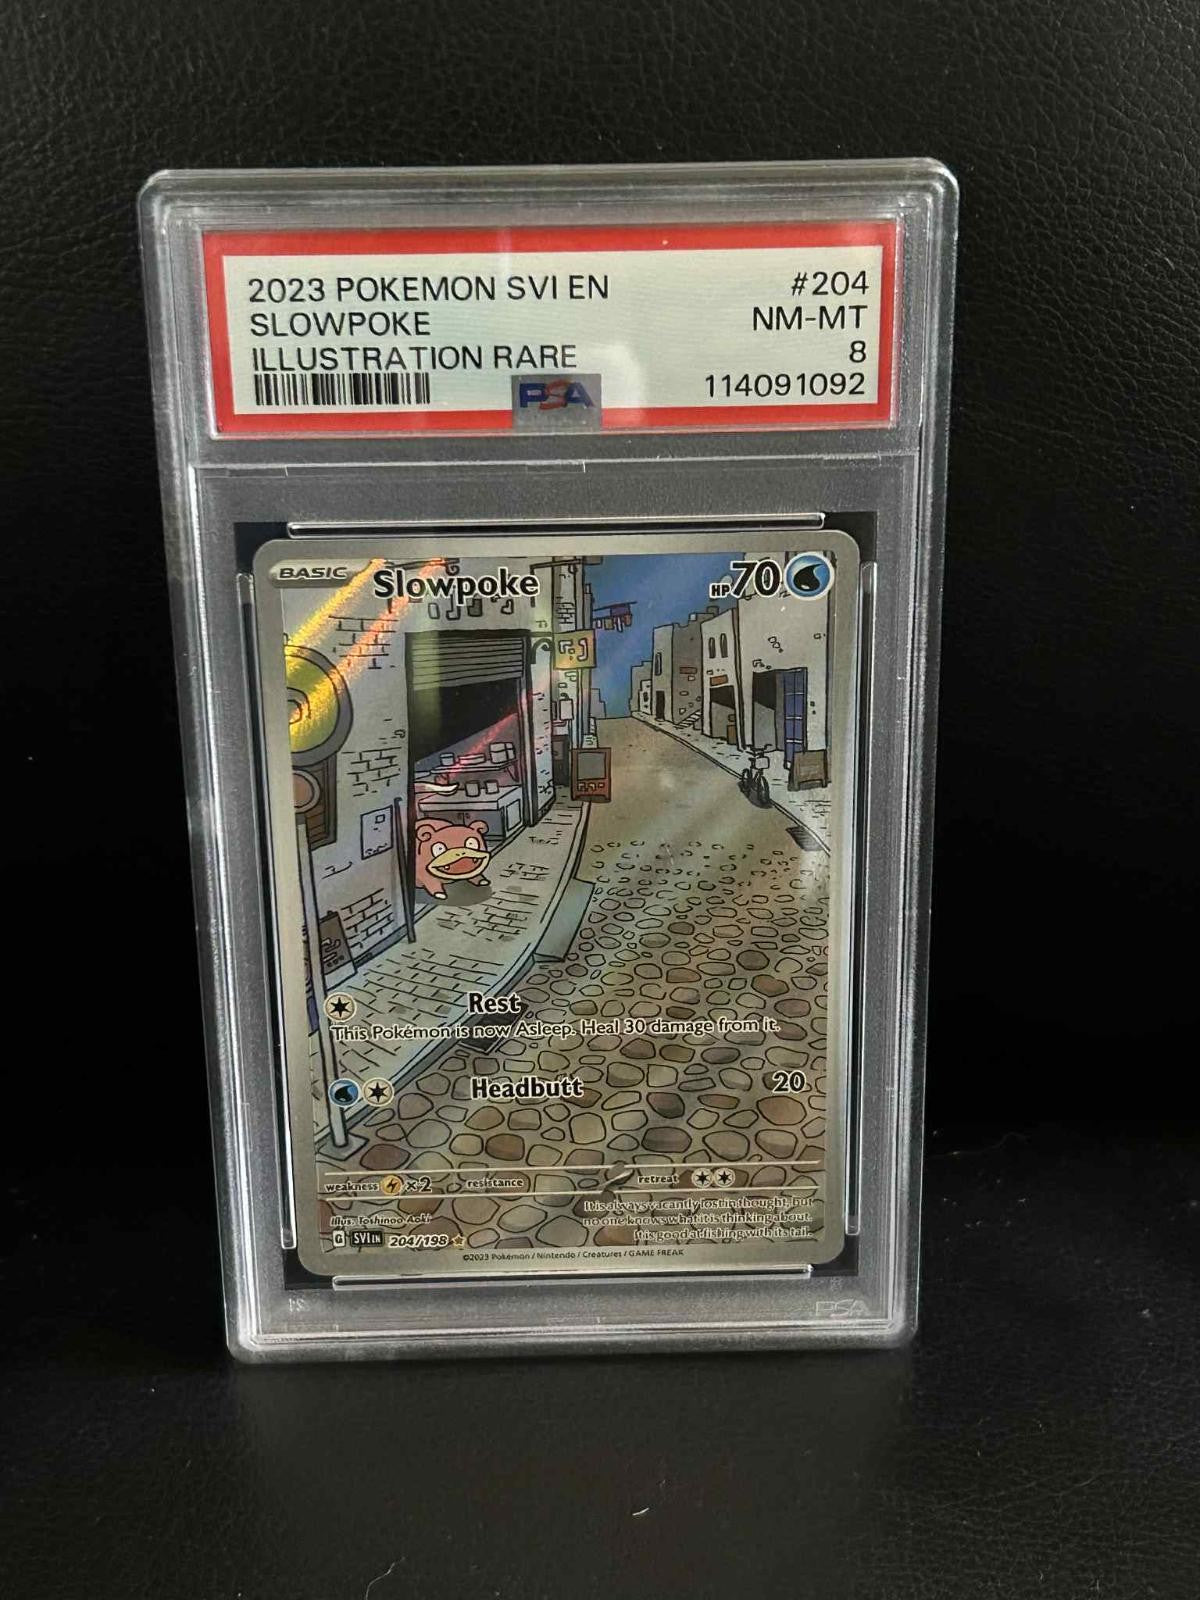 2023 POKEMON SVI EN #204
SLOWPOKE NM-MT
ILLUSTRATION RARE 8
PSA 114091092
BASIC Slowpoke HP 70
Rest
This Pokémon is now Asleep. Heal 30 damage from it.
Headbutt 20
weakness ×2 resistance retreat
It is always vacantly lost in thought, but
no one knows what it is thinking about.
It is good at fishing with its tail.
Illus. Toshinao Aoki
G SVI EN 204/198
©2023 Pokémon / Nintendo / Creatures / GAME FREAK
PSA